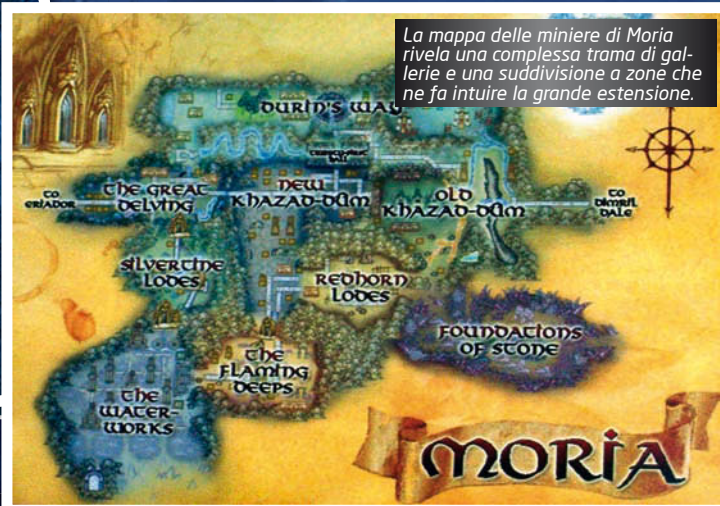 La mappa delle miniere di Moria
rivela una complessa trama di gal-
lerie e una suddivisione a zone che
ne fa intuire la grande estensione.
DURIN'S WAY
TO
ERIADOR
THE GREAT
DELVING
NEW
KHAZAD-DÛM
OLD
KHAZAD-DÛM
TO
DIMRILL
DALE
SILVERTINE
LODES
REDHORN
LODES
FOUNDATIONS
OF STONE
THE
FLAMING
DEEPS
THE
WATER-
WORKS
MORIA